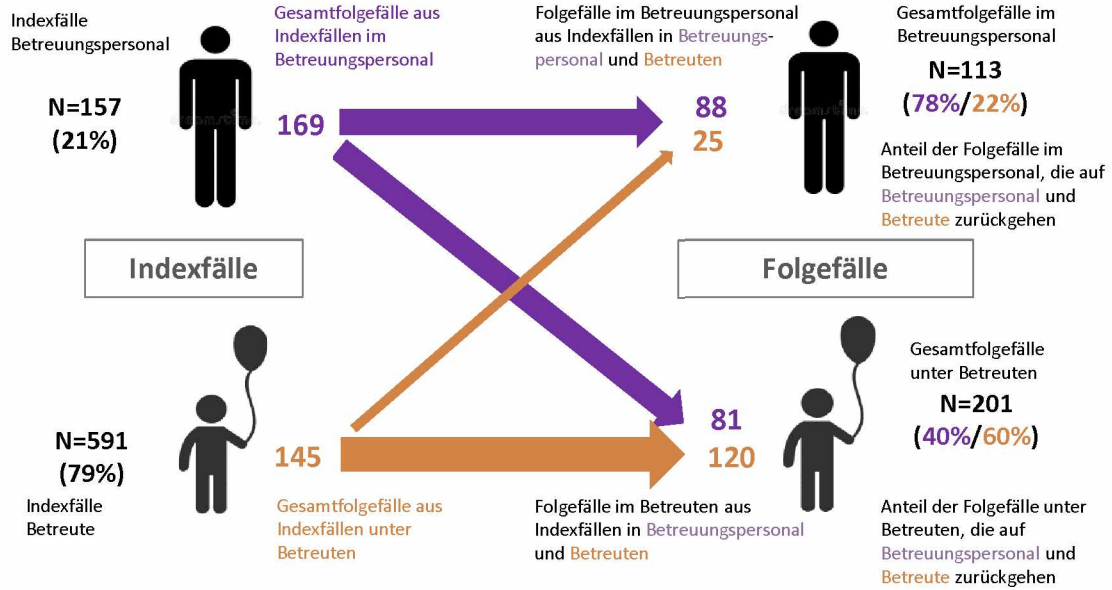 Indexfälle
Betreuungspersonal
N=157
(21%)
Gesamtfolgefälle aus
Indexfällen im
Betreuungspersonal
169
Folgefälle im Betreuungspersonal
aus Indexfällen in Betreuungs-
personal und Betreuten
88
25
Gesamtfolgefälle im
Betreuungspersonal
N=113
(78%/22%)
Anteil der Folgefälle im
Betreuungspersonal, die auf
Betreuungspersonal und
Betreute zurückgehen
Indexfälle
Folgefälle
N=591
(79%)
Indexfälle
Betreute
145
Gesamtfolgefälle aus
Indexfällen unter
Betreuten
81
120
Folgefälle im Betreuten aus
Indexfällen in Betreuungspersonal
und Betreuten
Gesamtfolgefälle
unter Betreuten
N=201
(40%/60%)
Anteil der Folgefälle unter
Betreuten, die auf
Betreuungspersonal und
Betreute zurückgehen